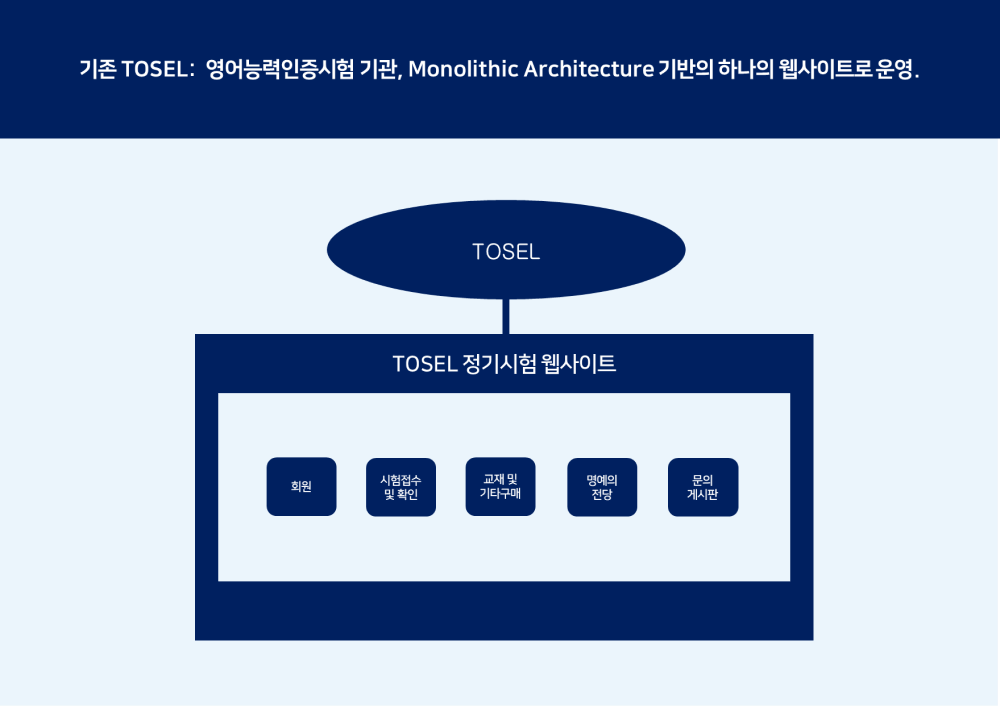 기존 TOSEL: 영어능력인증시험 기관, Monolithic Architecture 기반의 하나의 웹사이트로 운영.
TOSEL
TOSEL 정기시험 웹사이트
회원
시험접수
및 확인
교재 및
기타구매
명예의
전당
문의
게시판